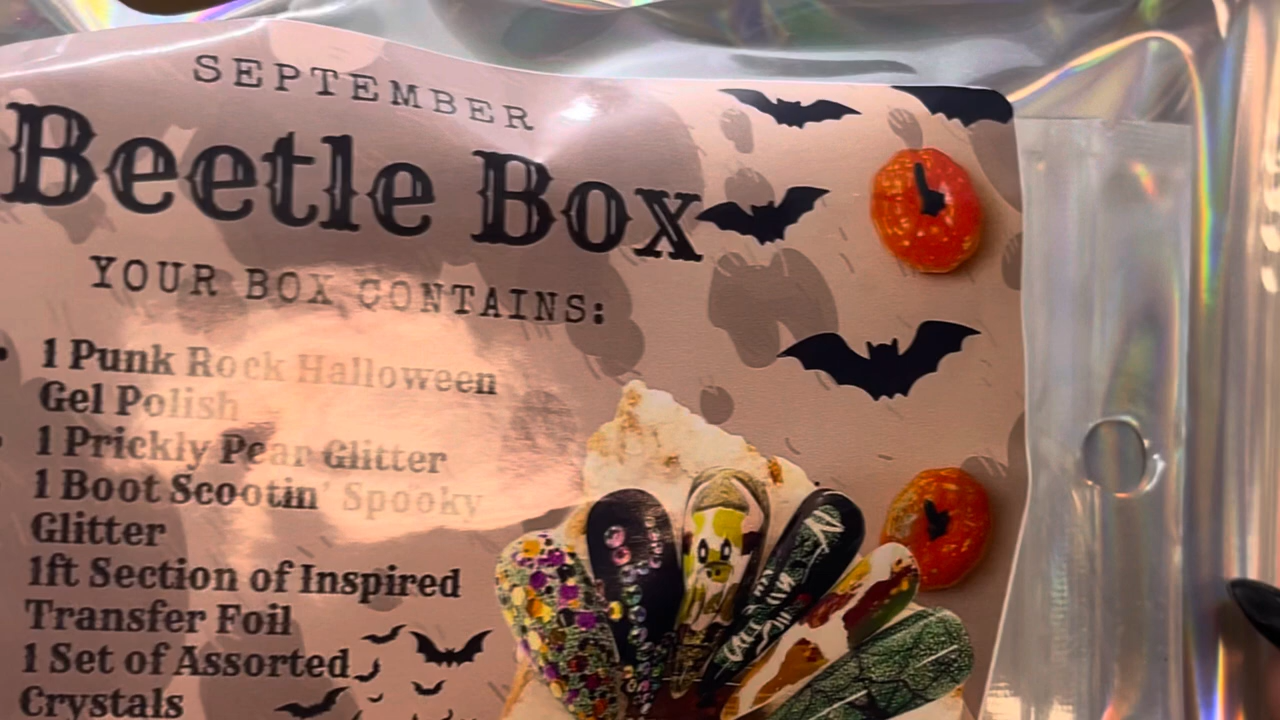 SEPTEMBER
Beetle Box
YOUR BOX CONTAINS:
1 Punk Rock Halloween
Gel Polish
1 Prickly Pear Glitter
1 Boot Scootin' Spooky
Glitter
1ft Section of Inspired
Transfer Foil
1 Set of Assorted
Crystals